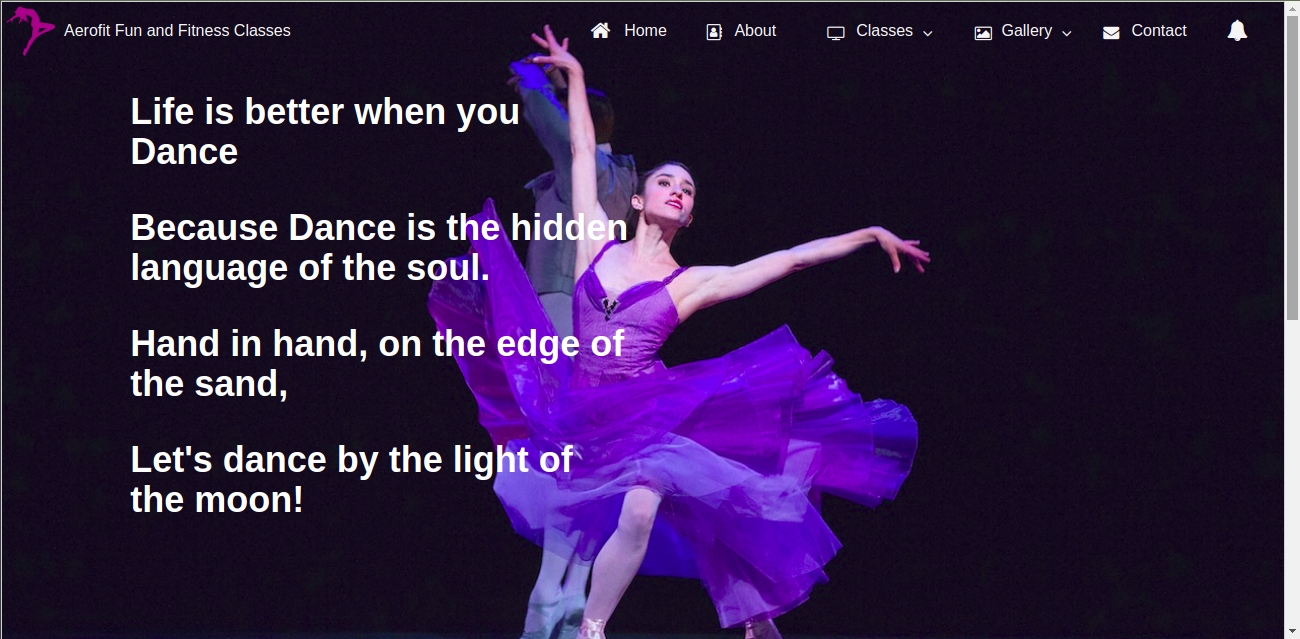 Aerofit Fun and Fitness Classes
Home
About
Classes
Gallery
Contact
Life is better when you
Dance
Because Dance is the hidden
language of the soul.
Hand in hand, on the edge of
the sand,
Let's dance by the light of
the moon!